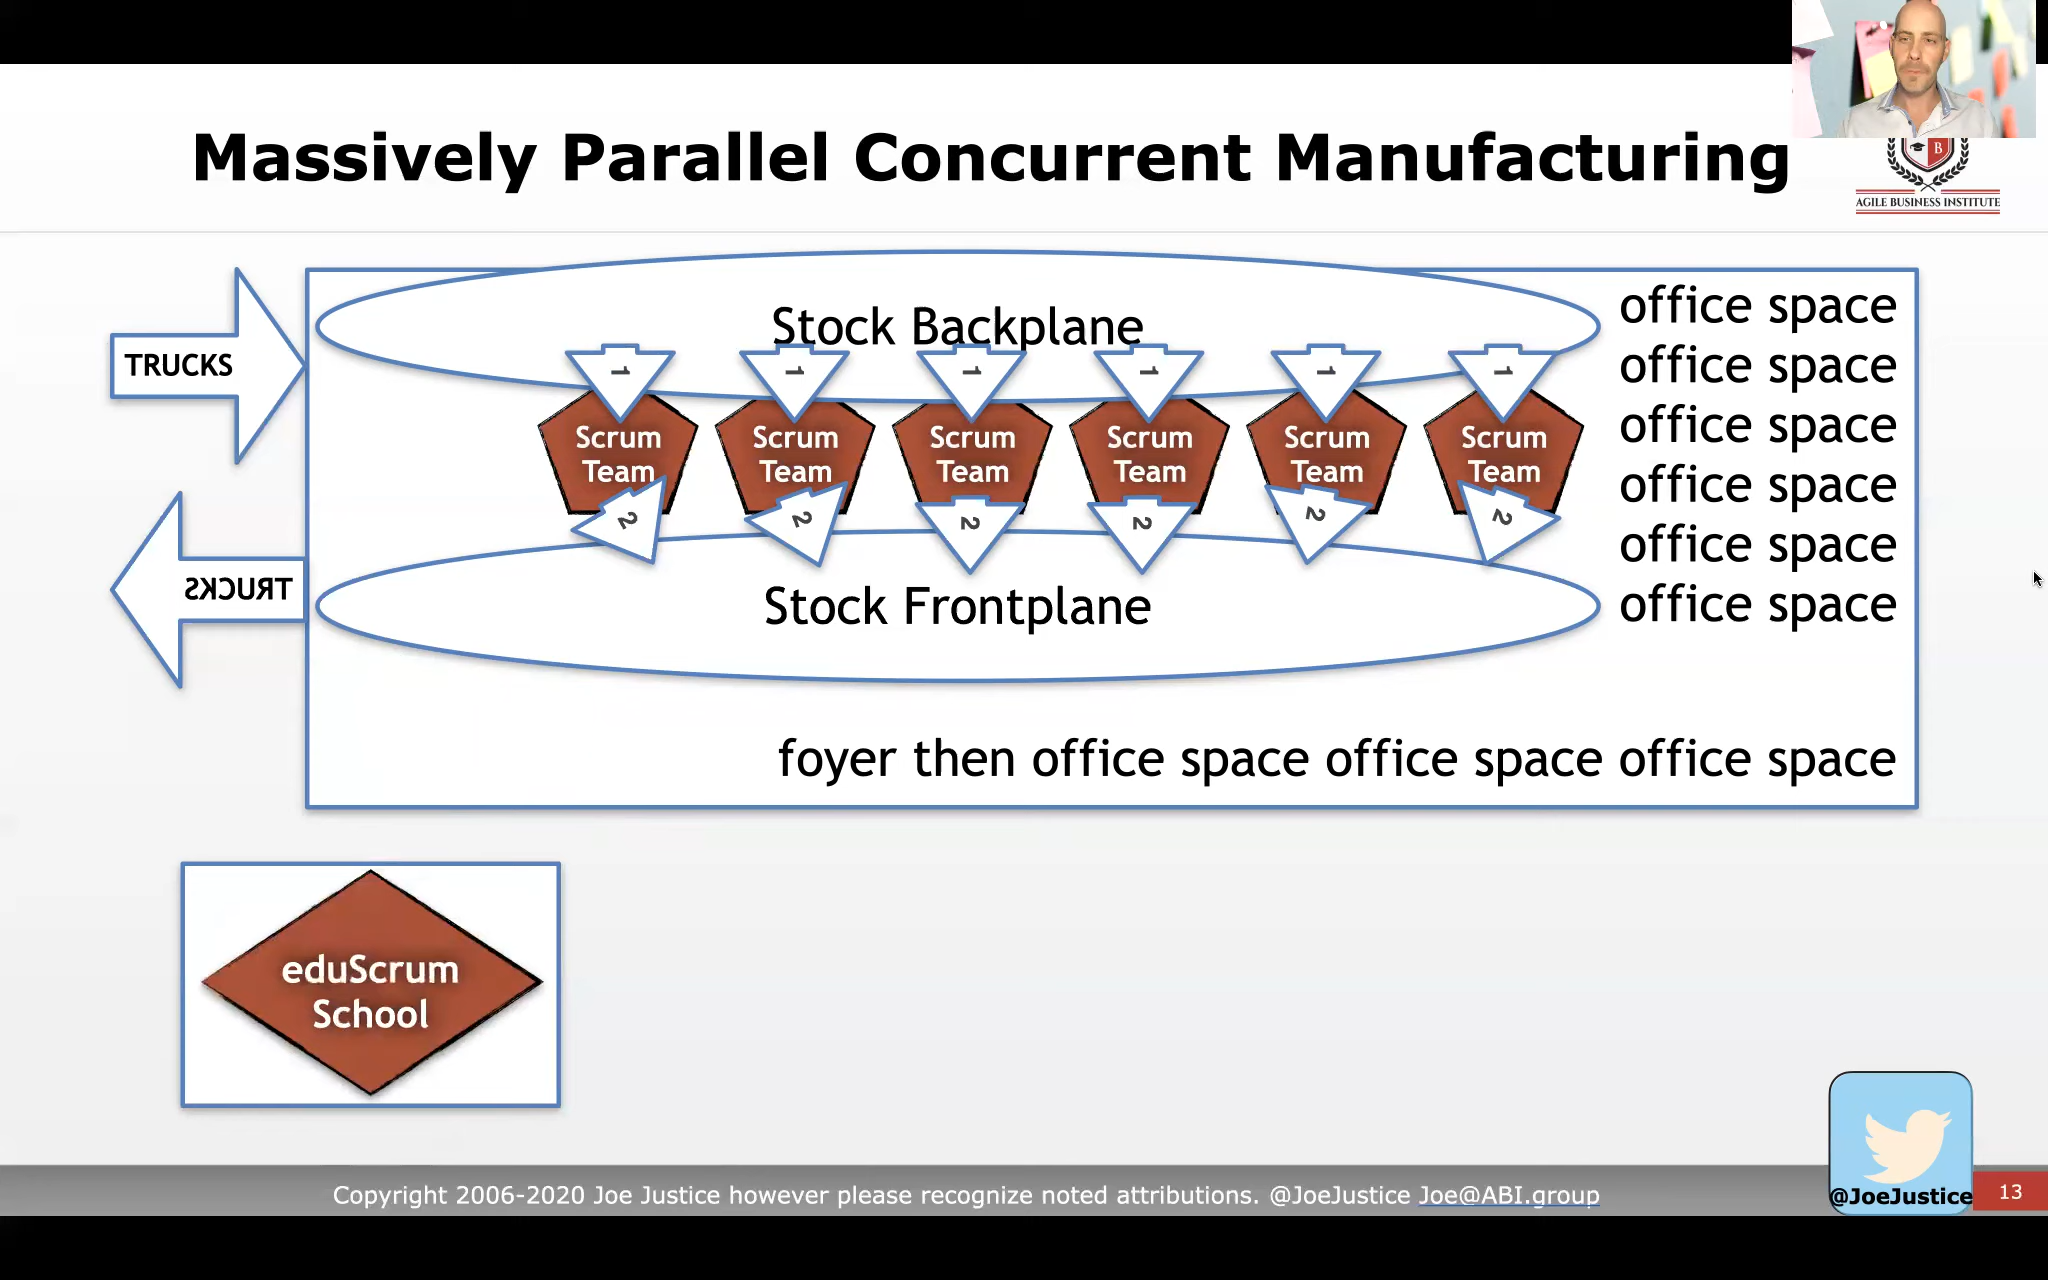 Massively Parallel Concurrent Manufacturing
B
AGILE BUSINESS INSTITUTE
TRUCKS
TRUCKS
Stock Backplane
1
1
1
1
1
1
Scrum
Team
Scrum
Team
Scrum
Team
Scrum
Team
Scrum
Team
Scrum
Team
2
2
2
2
2
2
Stock Frontplane
office space
office space
office space
office space
office space
office space
foyer then office space office space office space
eduScrum
School
@JoeJustice
Copyright 2006-2020 Joe Justice however please recognize noted attributions. @JoeJustice Joe@ABI.group
13